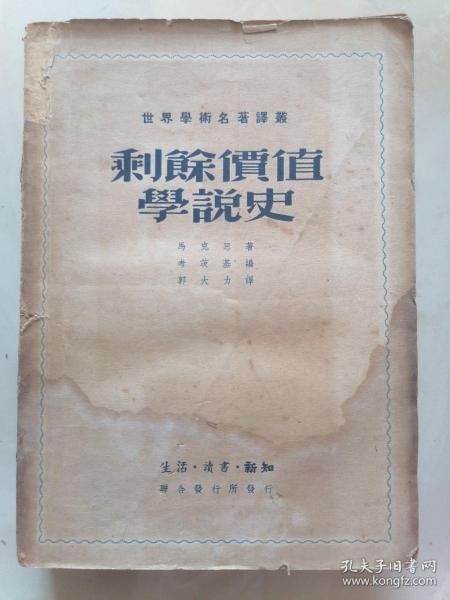 世界學術名著譯叢
剩餘價值
學說史
馬克思著
考茨基編
郭大力譯
生活·讀書·新知
聯合發行所發行
孔夫子旧书网
www.kongfz.com